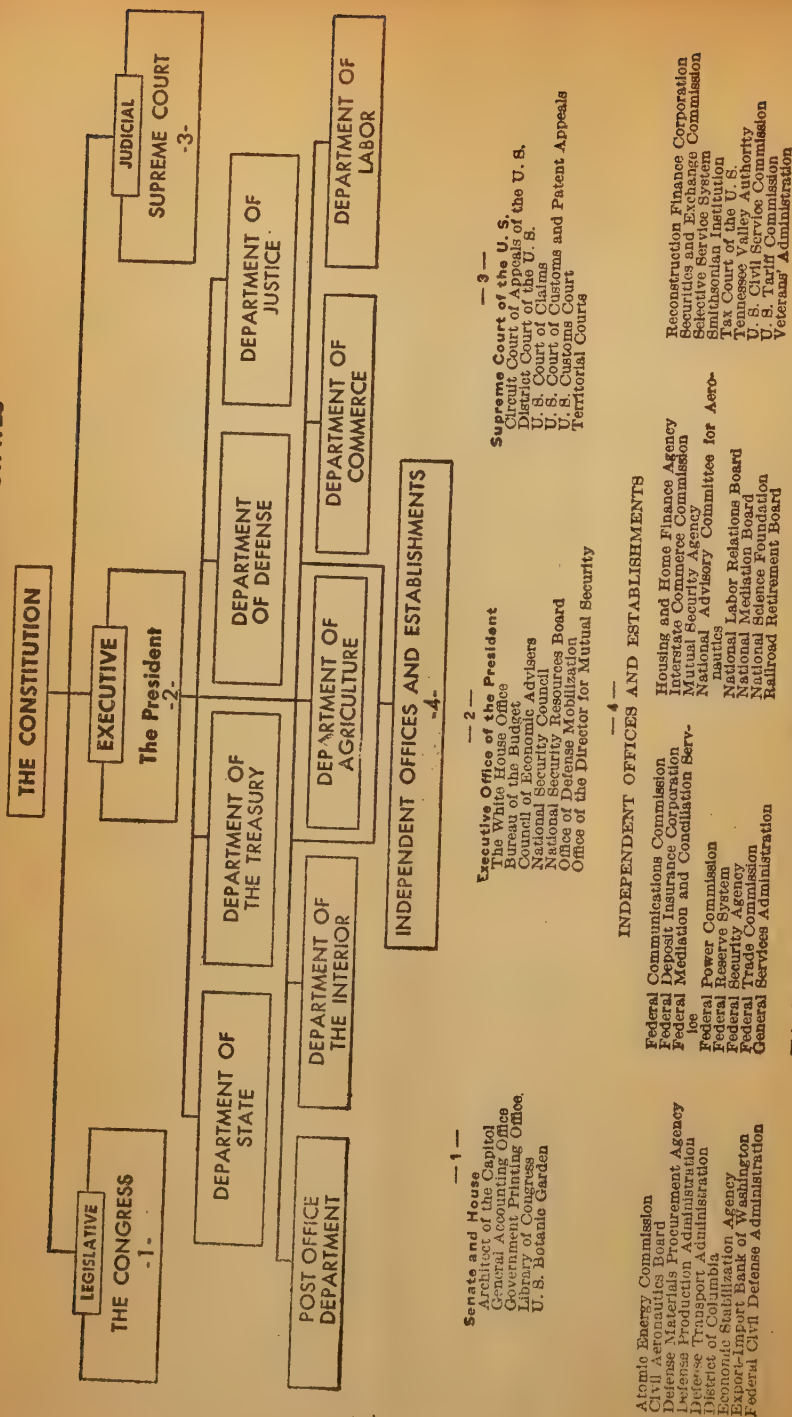 THE CONSTITUTION
LEGISLATIVE
THE CONGRESS
-1-
EXECUTIVE
The President
-2-
JUDICIAL
SUPREME COURT
-3-
DEPARTMENT OF
STATE
DEPARTMENT OF
THE TREASURY
DEPARTMENT
OF DEFENSE
DEPARTMENT OF
JUSTICE
POST OFFICE
DEPARTMENT
DEPARTMENT OF
THE INTERIOR
DEPARTMENT OF
AGRICULTURE
DEPARTMENT OF
COMMERCE
DEPARTMENT OF
LABOR
INDEPENDENT OFFICES AND ESTABLISHMENTS
-4-
— 1 —
Senate and House
Architect of the Capitol
General Accounting Office
Government Printing Office
Library of Congress
U. S. Botanic Garden
— 2 —
Executive Office of the President
The White House Office
Bureau of the Budget
Council of Economic Advisers
National Security Council
National Security Resources Board
Office of Defense Mobilization
Office of the Director for Mutual Security
— 3 —
Supreme Court of the U. S.
Circuit Court of Appeals of the U. S.
District Court of the U. S.
U. S. Court of Claims
U. S. Court of Customs and Patent Appeals
U. S. Customs Court
Territorial Courts
— 4 —
INDEPENDENT OFFICES AND ESTABLISHMENTS
Atomic Energy Commission
Civil Aeronautics Board
Defense Materials Procurement Agency
Defense Production Administration
Defense Transport Administration
District of Columbia
Economic Stabilization Agency
Export-Import Bank of Washington
Federal Civil Defense Administration
Federal Communications Commission
Federal Deposit Insurance Corporation
Federal Mediation and Conciliation Serv-
ice
Federal Power Commission
Federal Reserve System
Federal Security Agency
Federal Trade Commission
General Services Administration
Housing and Home Finance Agency
Interstate Commerce Commission
Mutual Security Agency
National Advisory Committee for Aero-
nautics
National Labor Relations Board
National Mediation Board
National Science Foundation
Railroad Retirement Board
Reconstruction Finance Corporation
Securities and Exchange Commission
Selective Service System
Smithsonian Institution
Tax Court of the U. S.
Tennessee Valley Authority
U. S. Civil Service Commission
U. S. Tariff Commission
Veterans' Administration